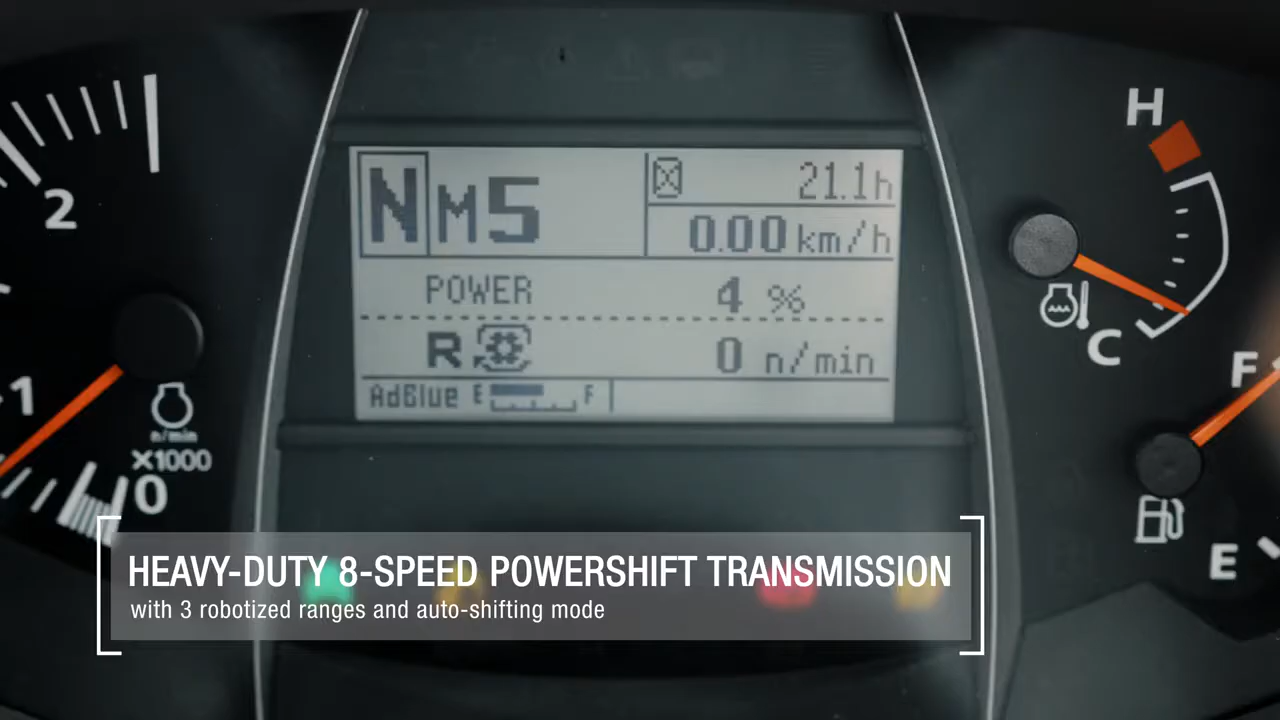 N M5
21.1h
0.00 km/h
POWER 4 %
R 0 n/min
AdBlue E F
2
1
n/min
X1000
0
H
C
F
E
HEAVY-DUTY 8-SPEED POWERSHIFT TRANSMISSION
with 3 robotized ranges and auto-shifting mode